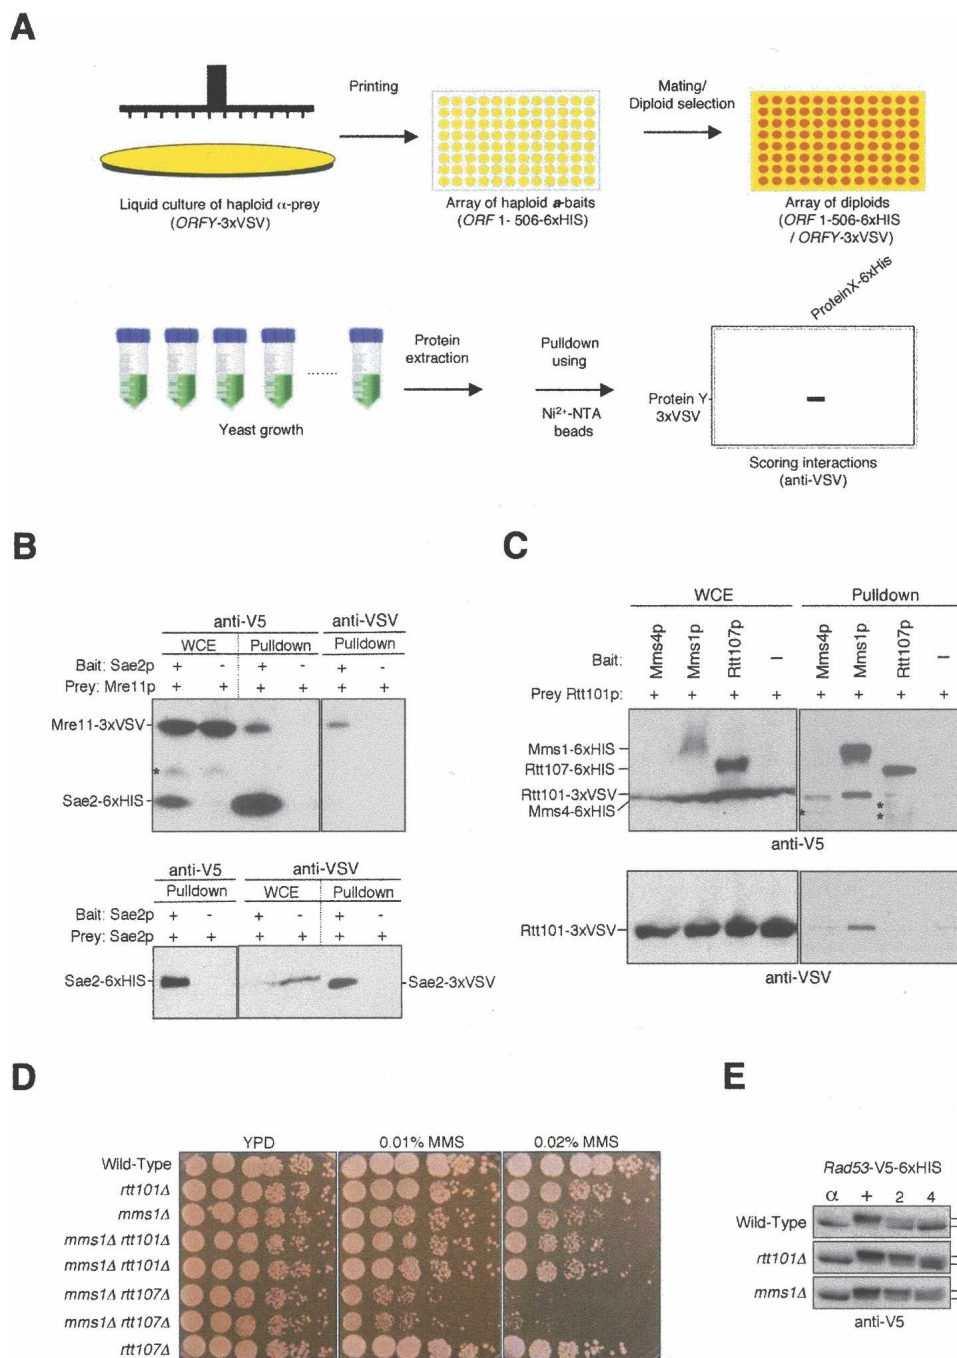 A
Printing
Mating/
Diploid selection
Liquid culture of haploid α-prey
(ORFY-3xVSV)
Array of haploid a-baits
(ORF 1- 506-6xHIS)
Array of diploids
(ORF 1-506-6xHIS
/ ORFY-3xVSV)
ProteinX-6xHis
Protein
extraction
Pulldown
using
Ni2+-NTA
beads
........
Yeast growth
Protein Y
3xVSV
Scoring interactions
(anti-VSV)
B
anti-V5 anti-VSV
WCE Pulldown Pulldown
Bait: Sae2p + - + - + -
Prey: Mre11p + + + + + +
Mre11-3xVSV
*
Sae2-6xHIS
anti-V5 anti-VSV
Pulldown WCE Pulldown
Bait: Sae2p + - + - + -
Prey: Sae2p + + + + + +
Sae2-6xHIS Sae2-3xVSV
C
WCE Pulldown
Bait: Mms4p Mms1p Rtt107p – Mms4p Mms1p Rtt107p –
Prey Rtt101p: + + + + + + + +
Mms1-6xHIS
Rtt107-6xHIS
Rtt101-3xVSV
Mms4-6xHIS
* * *
anti-V5
Rtt101-3xVSV
anti-VSV
D
YPD 0.01% MMS 0.02% MMS
Wild-Type
rtt101Δ
mms1Δ
mms1Δ rtt101Δ
mms1Δ rtt101Δ
mms1Δ rtt107Δ
mms1Δ rtt107Δ
rtt107Δ
E
Rad53-V5-6xHIS
α + 2 4
Wild-Type
rtt101Δ
mms1Δ
anti-V5